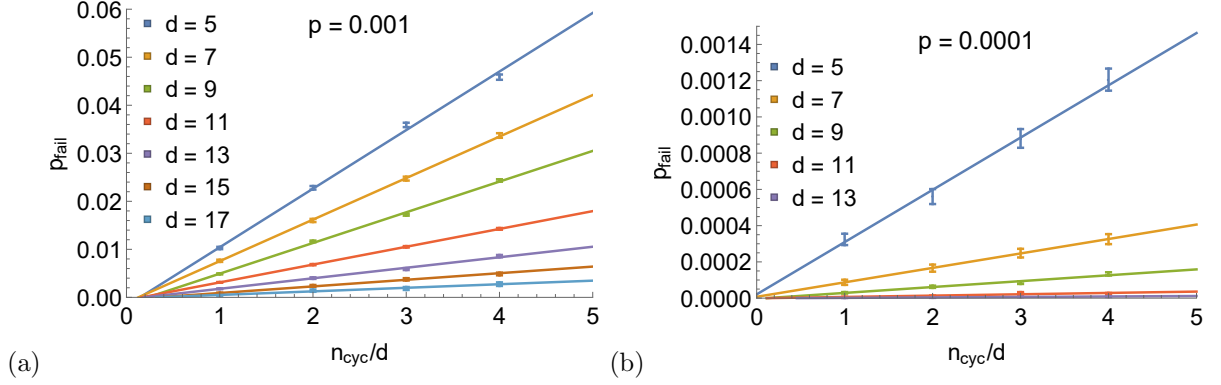 p = 0.001
d = 5
d = 7
d = 9
d = 11
d = 13
d = 15
d = 17
0.06
0.05
0.04
0.03
0.02
0.01
0.00
p_fail
0 1 2 3 4 5
n_cyc/d
(a)
p = 0.0001
d = 5
d = 7
d = 9
d = 11
d = 13
0.0014
0.0012
0.0010
0.0008
0.0006
0.0004
0.0002
0.0000
p_fail
0 1 2 3 4 5
n_cyc/d
(b)